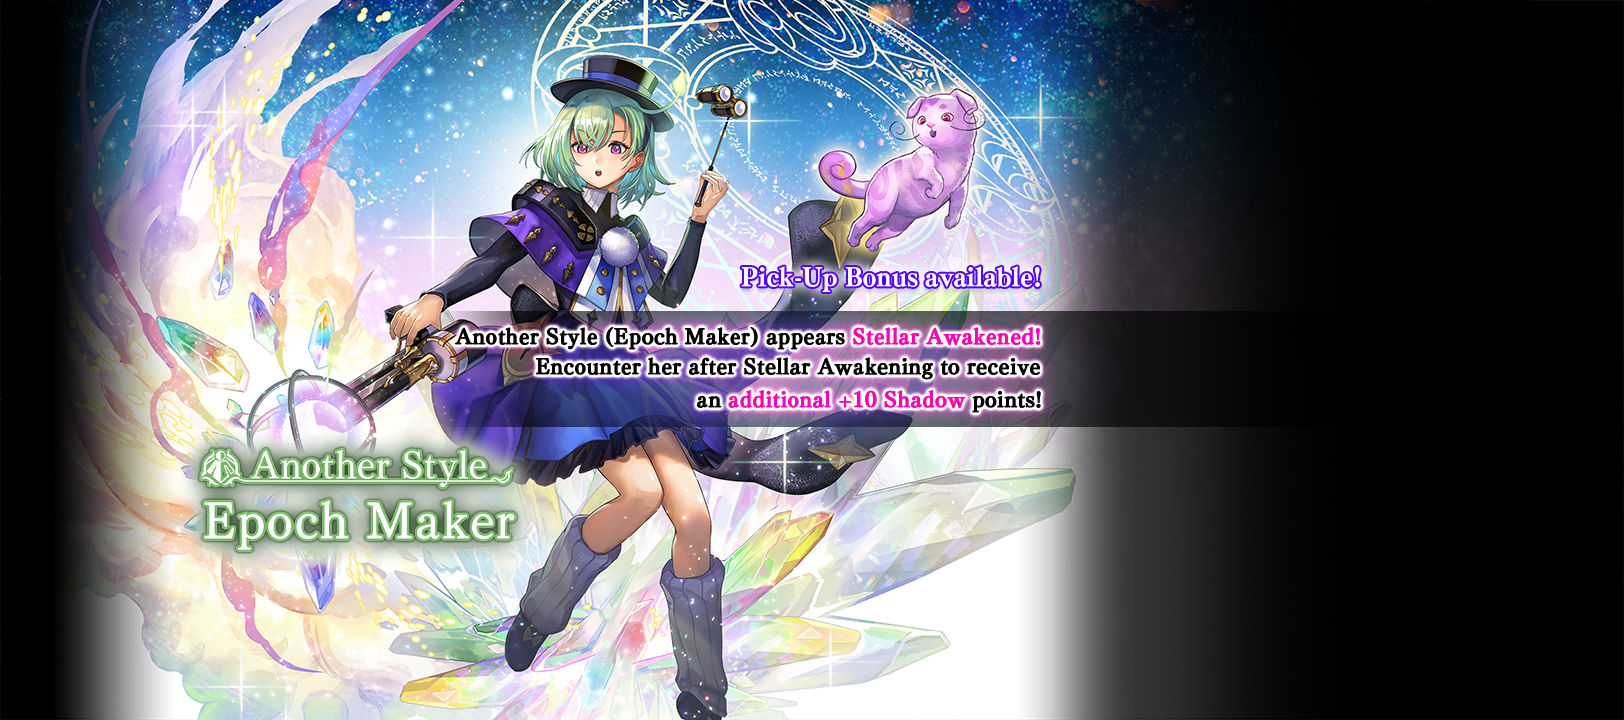 Pick-Up Bonus available!
Another Style (Epoch Maker) appears Stellar Awakened!
Encounter her after Stellar Awakening to receive
an additional +10 Shadow points!
Another Style
Epoch Maker